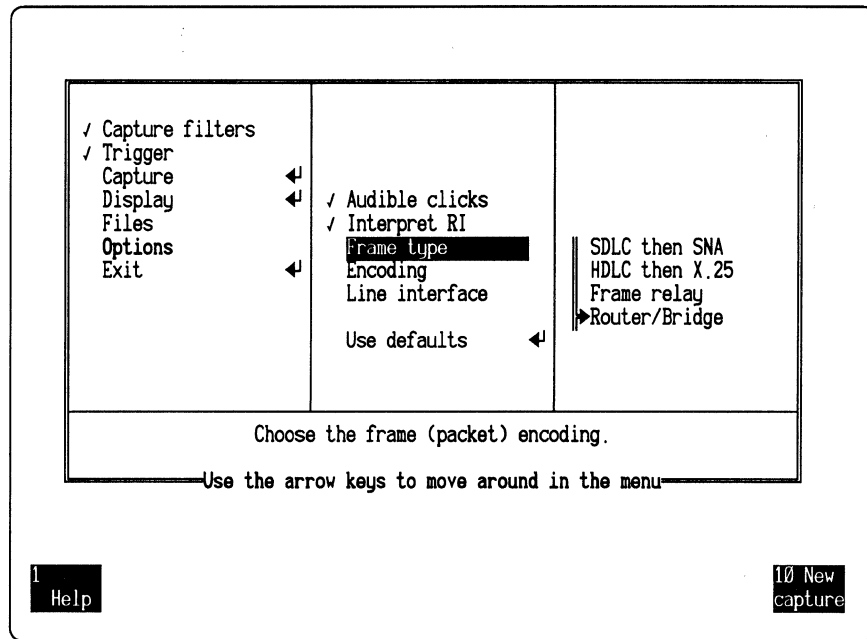 ✓ Capture filters
✓ Trigger
Capture ↵
Display ↵
Files
Options
Exit ↵
✓ Audible clicks
✓ Interpret RI
Frame type
Encoding
Line interface
Use defaults ↵
SDLC then SNA
HDLC then X.25
Frame relay
Router/Bridge
Choose the frame (packet) encoding.
Use the arrow keys to move around in the menu
1
Help
10 New
capture